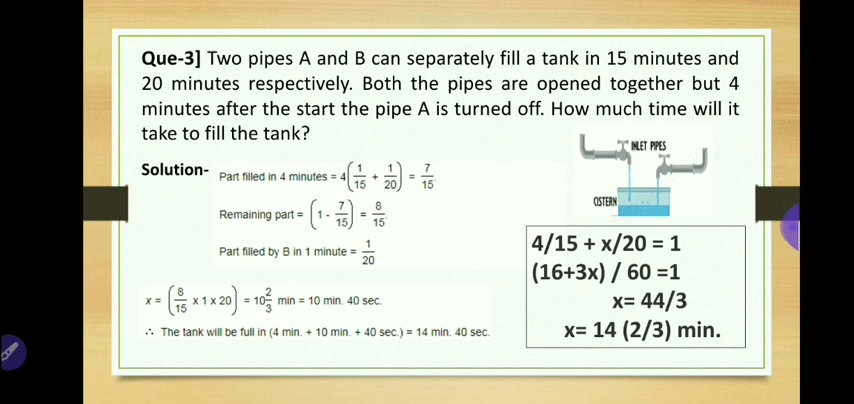 Que-3] Two pipes A and B can separately fill a tank in 15 minutes and
20 minutes respectively. Both the pipes are opened together but 4
minutes after the start the pipe A is turned off. How much time will it
take to fill the tank?
INLET PIPES
CISTERN
Solution-
Part filled in 4 minutes = 4(1/15 + 1/20) = 7/15.
Remaining part = (1 - 7/15) = 8/15.
Part filled by B in 1 minute = 1/20
x = (8/15 x 1 x 20) = 10 2/3 min = 10 min. 40 sec.
∴ The tank will be full in (4 min. + 10 min. + 40 sec.) = 14 min. 40 sec.
4/15 + x/20 = 1
(16+3x) / 60 =1
x= 44/3
x= 14 (2/3) min.